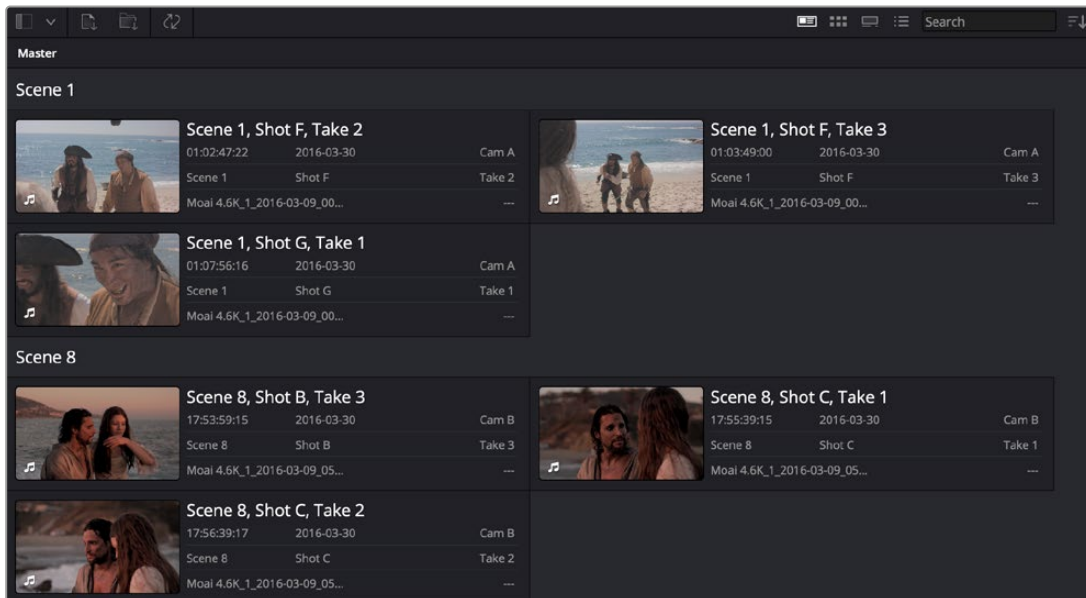 Search
Master
Scene 1
Scene 1, Shot F, Take 2
01:02:47:22 2016-03-30 Cam A
Scene 1 Shot F Take 2
Moai 4.6K_1_2016-03-09_00... ---
Scene 1, Shot F, Take 3
01:03:49:00 2016-03-30 Cam A
Scene 1 Shot F Take 3
Moai 4.6K_1_2016-03-09_00... ---
Scene 1, Shot G, Take 1
01:07:56:16 2016-03-30 Cam A
Scene 1 Shot G Take 1
Moai 4.6K_1_2016-03-09_00... ---
Scene 8
Scene 8, Shot B, Take 3
17:53:59:15 2016-03-30 Cam B
Scene 8 Shot B Take 3
Moai 4.6K_1_2016-03-09_05... ---
Scene 8, Shot C, Take 1
17:55:39:15 2016-03-30 Cam B
Scene 8 Shot C Take 1
Moai 4.6K_1_2016-03-09_05... ---
Scene 8, Shot C, Take 2
17:56:39:17 2016-03-30 Cam B
Scene 8 Shot C Take 2
Moai 4.6K_1_2016-03-09_05... ---